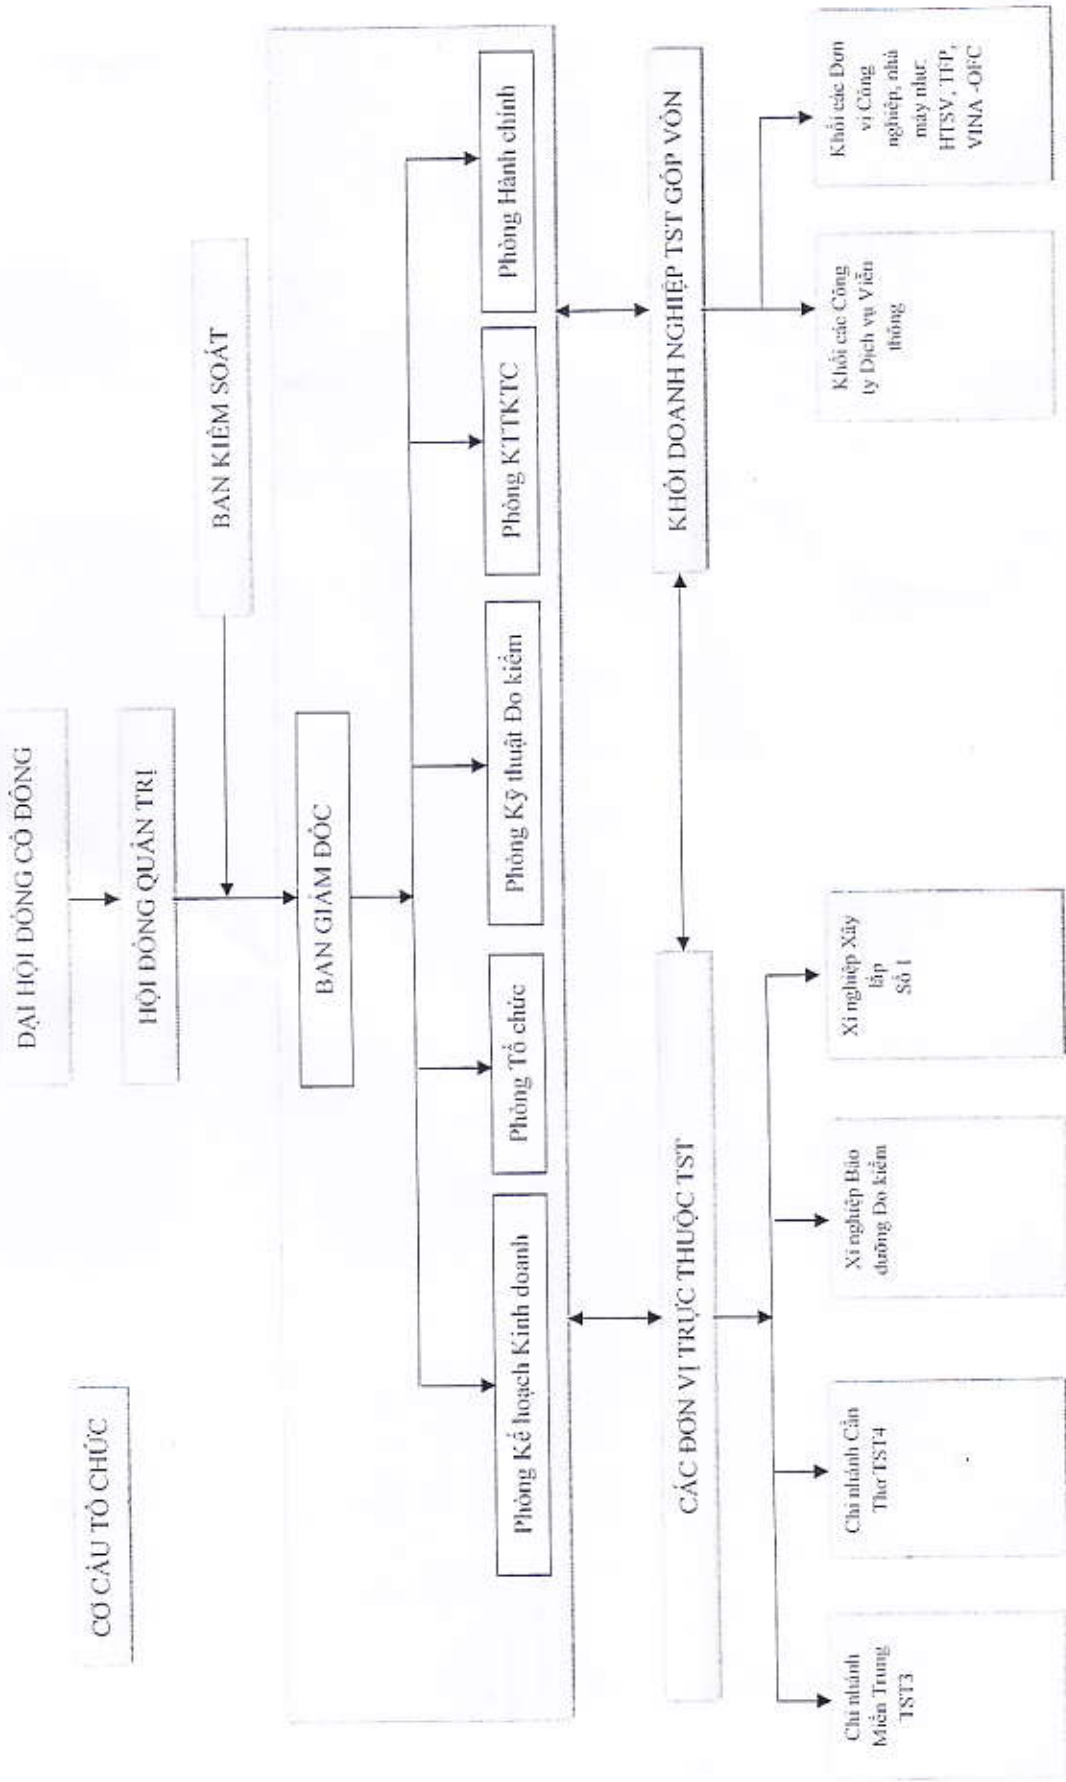 CƠ CẤU TỔ CHỨC
ĐẠI HỘI ĐỒNG CỔ ĐÔNG
HỘI ĐỒNG QUẢN TRỊ
BAN KIỂM SOÁT
BAN GIÁM ĐỐC
Phòng Kế hoạch Kinh doanh
Phòng Tổ chức
Phòng Kỹ thuật Đo kiểm
Phòng KTTKTC
Phòng Hành chính
CÁC ĐƠN VỊ TRỰC THUỘC TST
KHỐI DOANH NGHIỆP TST GÓP VỐN
Chi nhánh
Miền Trung
TST3
Chi nhánh Cần
Thơ TST4
Xí nghiệp Bảo
dưỡng Đo kiểm
Xí nghiệp Xây
lắp
Số 1
Khối các Công
ty Dịch vụ Viễn
thông
Khối các Đơn
vị Công
nghiệp, nhà
máy như:
HTSV, TFP,
VINA -OFC